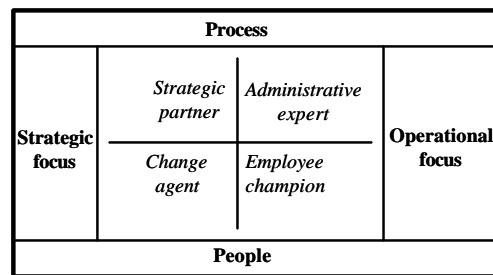 Process
Strategic
partner
Administrative
expert
Strategic
focus
Operational
focus
Change
agent
Employee
champion
People